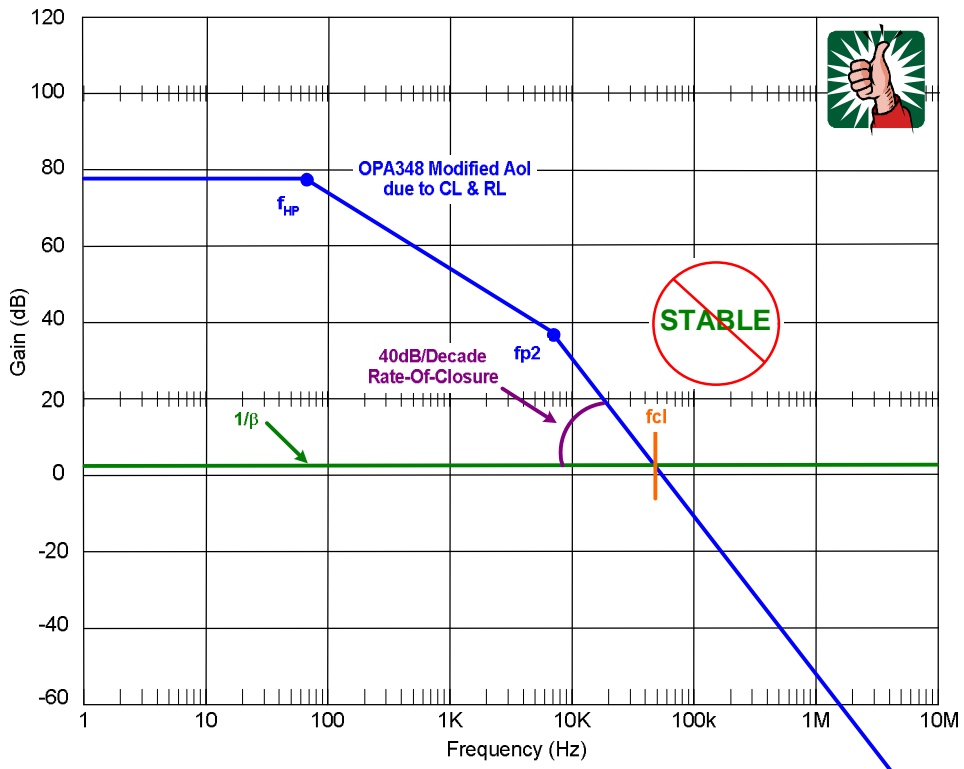 120
100
80
60
40
20
0
-20
-40
-60
Gain (dB)
OPA348 Modified Aol
due to CL & RL
fHP
STABLE
fp2
40dB/Decade
Rate-Of-Closure
fcl
1/β
1
10
100
1K
10K
100k
1M
10M
Frequency (Hz)